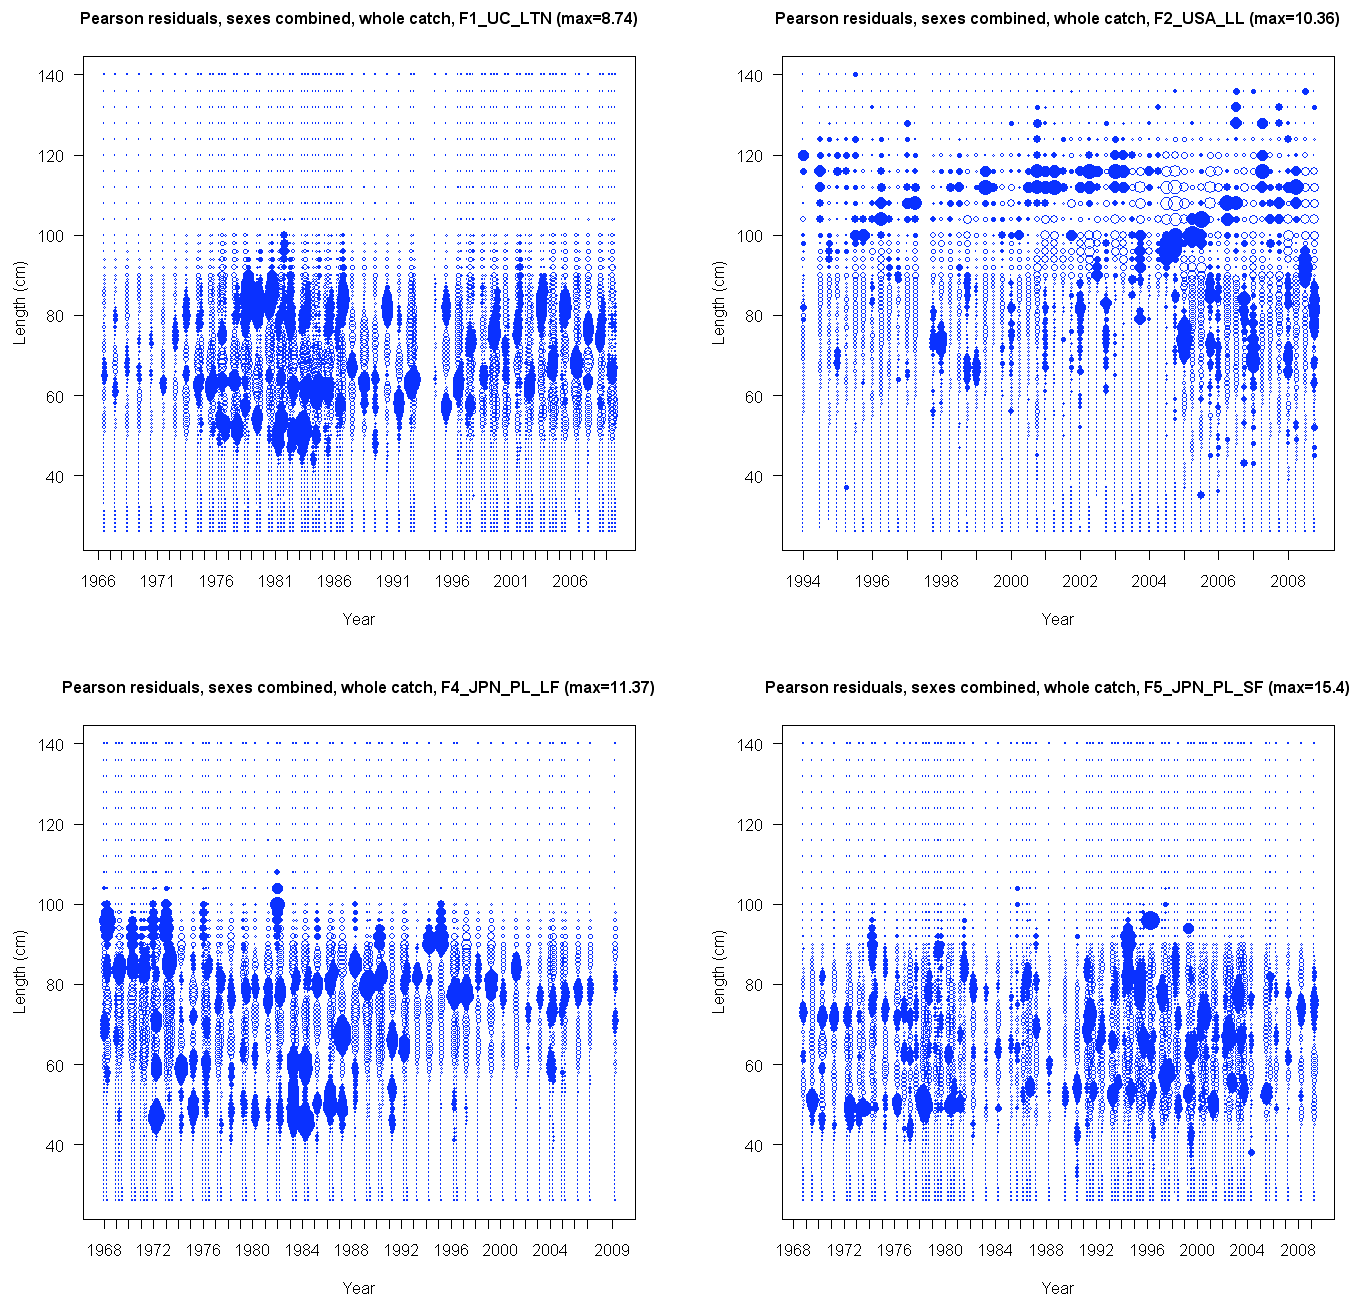 Pearson residuals, sexes combined, whole catch, F1_UC_LTN (max=8.74)
Length (cm)
140
120
100
80
60
40
1966 1971 1976 1981 1986 1991 1996 2001 2006
Year
Pearson residuals, sexes combined, whole catch, F2_USA_LL (max=10.36)
Length (cm)
140
120
100
80
60
40
1994 1996 1998 2000 2002 2004 2006 2008
Year
Pearson residuals, sexes combined, whole catch, F4_JPN_PL_LF (max=11.37)
Length (cm)
140
120
100
80
60
40
1968 1972 1976 1980 1984 1988 1992 1996 2000 2004 2009
Year
Pearson residuals, sexes combined, whole catch, F5_JPN_PL_SF (max=15.4)
Length (cm)
140
120
100
80
60
40
1968 1972 1976 1980 1984 1988 1992 1996 2000 2004 2008
Year